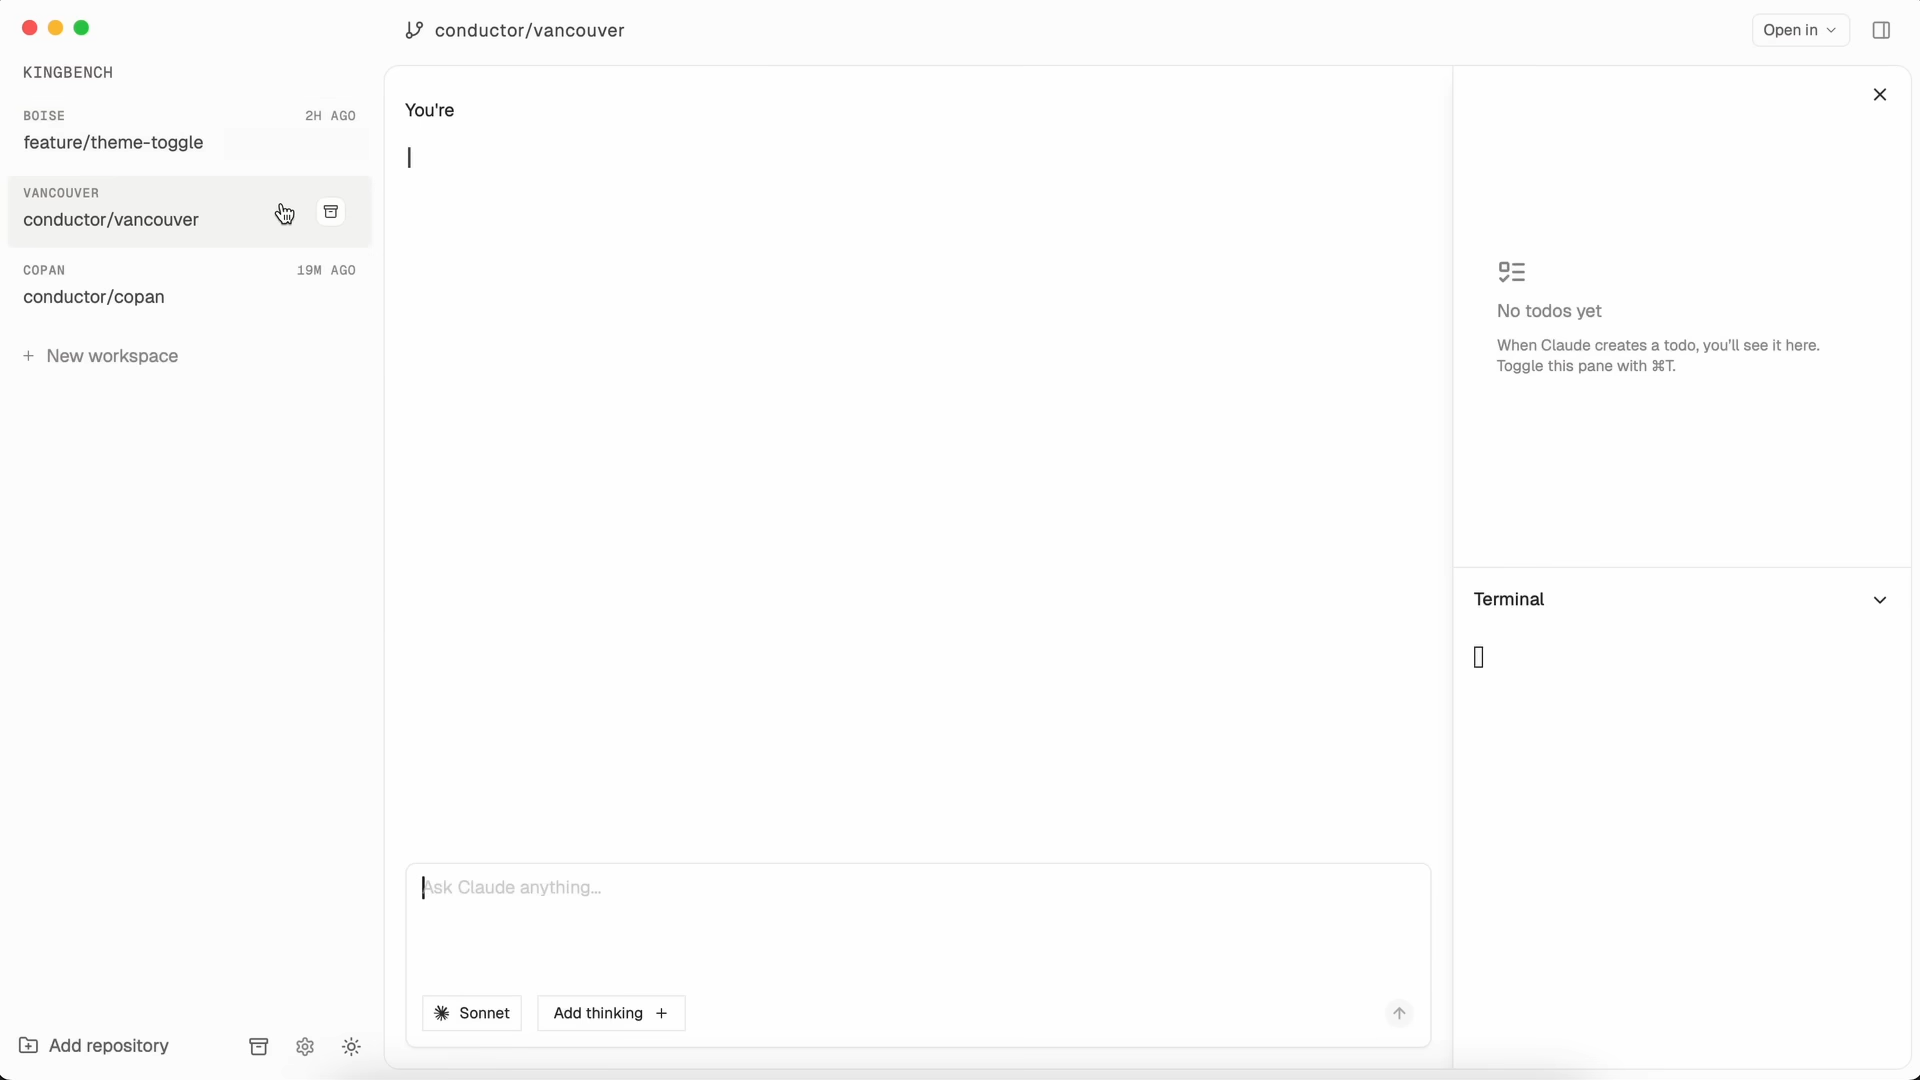 KINGBENCH
BOISE 2H AGO
feature/theme-toggle
VANCOUVER
conductor/vancouver
COPAN 19M AGO
conductor/copan
+ New workspace
Add repository
conductor/vancouver
Open in
You're
Ask Claude anything...
Sonnet
Add thinking +
No todos yet
When Claude creates a todo, you'll see it here.
Toggle this pane with ⌘T.
Terminal